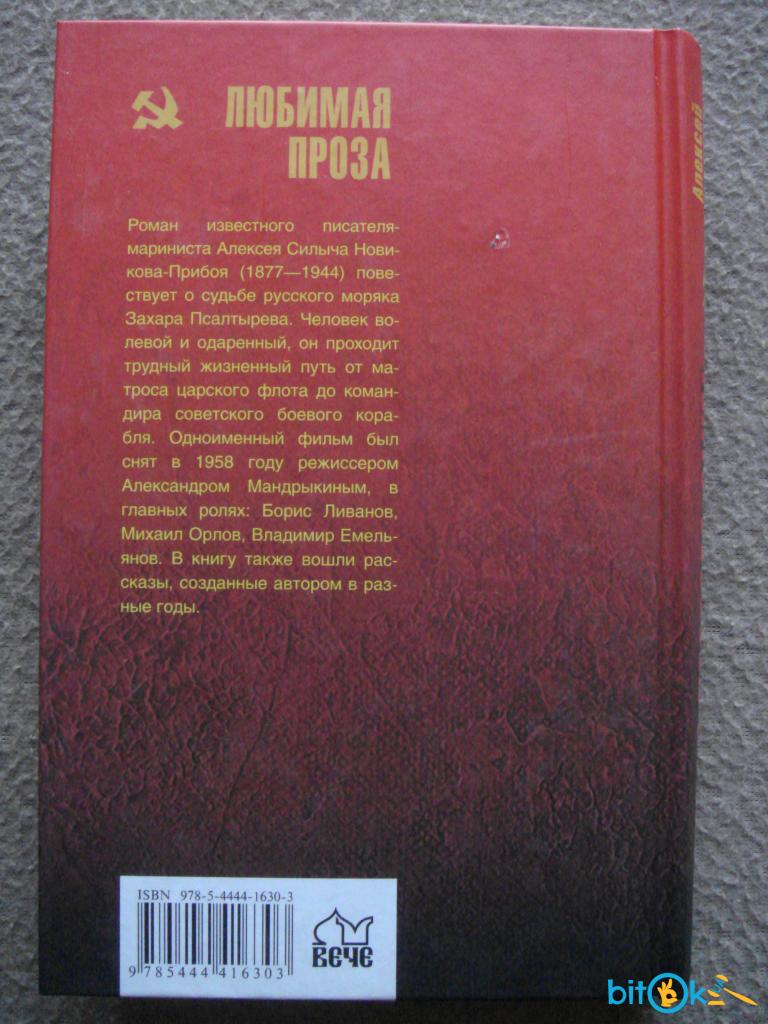 ЛЮБИМАЯ
ПРОЗА
Алексей
Роман известного писателя-
мариниста Алексея Силыча Нови-
кова-Прибоя (1877—1944) пове-
ствует о судьбе русского моряка
Захара Псалтырева. Человек во-
левой и одаренный, он проходит
трудный жизненный путь от ма-
троса царского флота до коман-
дира советского боевого кора-
бля. Одноименный фильм был
снят в 1958 году режиссером
Александром Мандрыкиным, в
главных ролях: Борис Ливанов,
Михаил Орлов, Владимир Емель-
янов. В книгу также вошли рас-
сказы, созданные автором в раз-
ные годы.
ISBN 978-5-4444-1630-3
9 785444 416303
ВЕЧЕ
bitOk